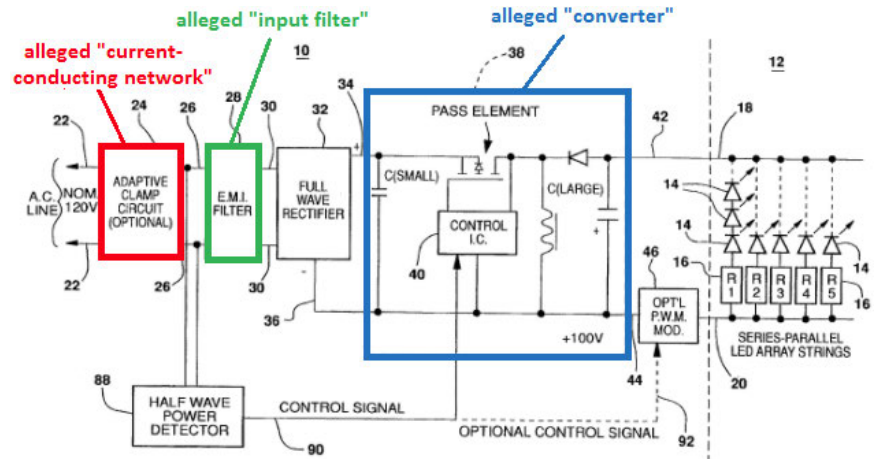 alleged "current-
conducting network"
alleged "input filter"
alleged "converter"
10
38
12
24
26
28
30
32
34
PASS ELEMENT
42
18
22
A.C.
LINE
NOM.
120V
ADAPTIVE
CLAMP
CIRCUIT
(OPTIONAL)
E.M.I.
FILTER
FULL
WAVE
RECTIFIER
+
C(SMALL)
C(LARGE)
+
CONTROL
I.C.
40
14
14
14
46
16
R
1
R
2
R
3
R
4
R
5
16
22
26
30
-
36
+100V
OPT'L
P.W.M.
MOD.
44
SERIES-PARALLEL
LED ARRAY STRINGS
20
88
HALF WAVE
POWER
DETECTOR
CONTROL SIGNAL
90
OPTIONAL CONTROL SIGNAL
92